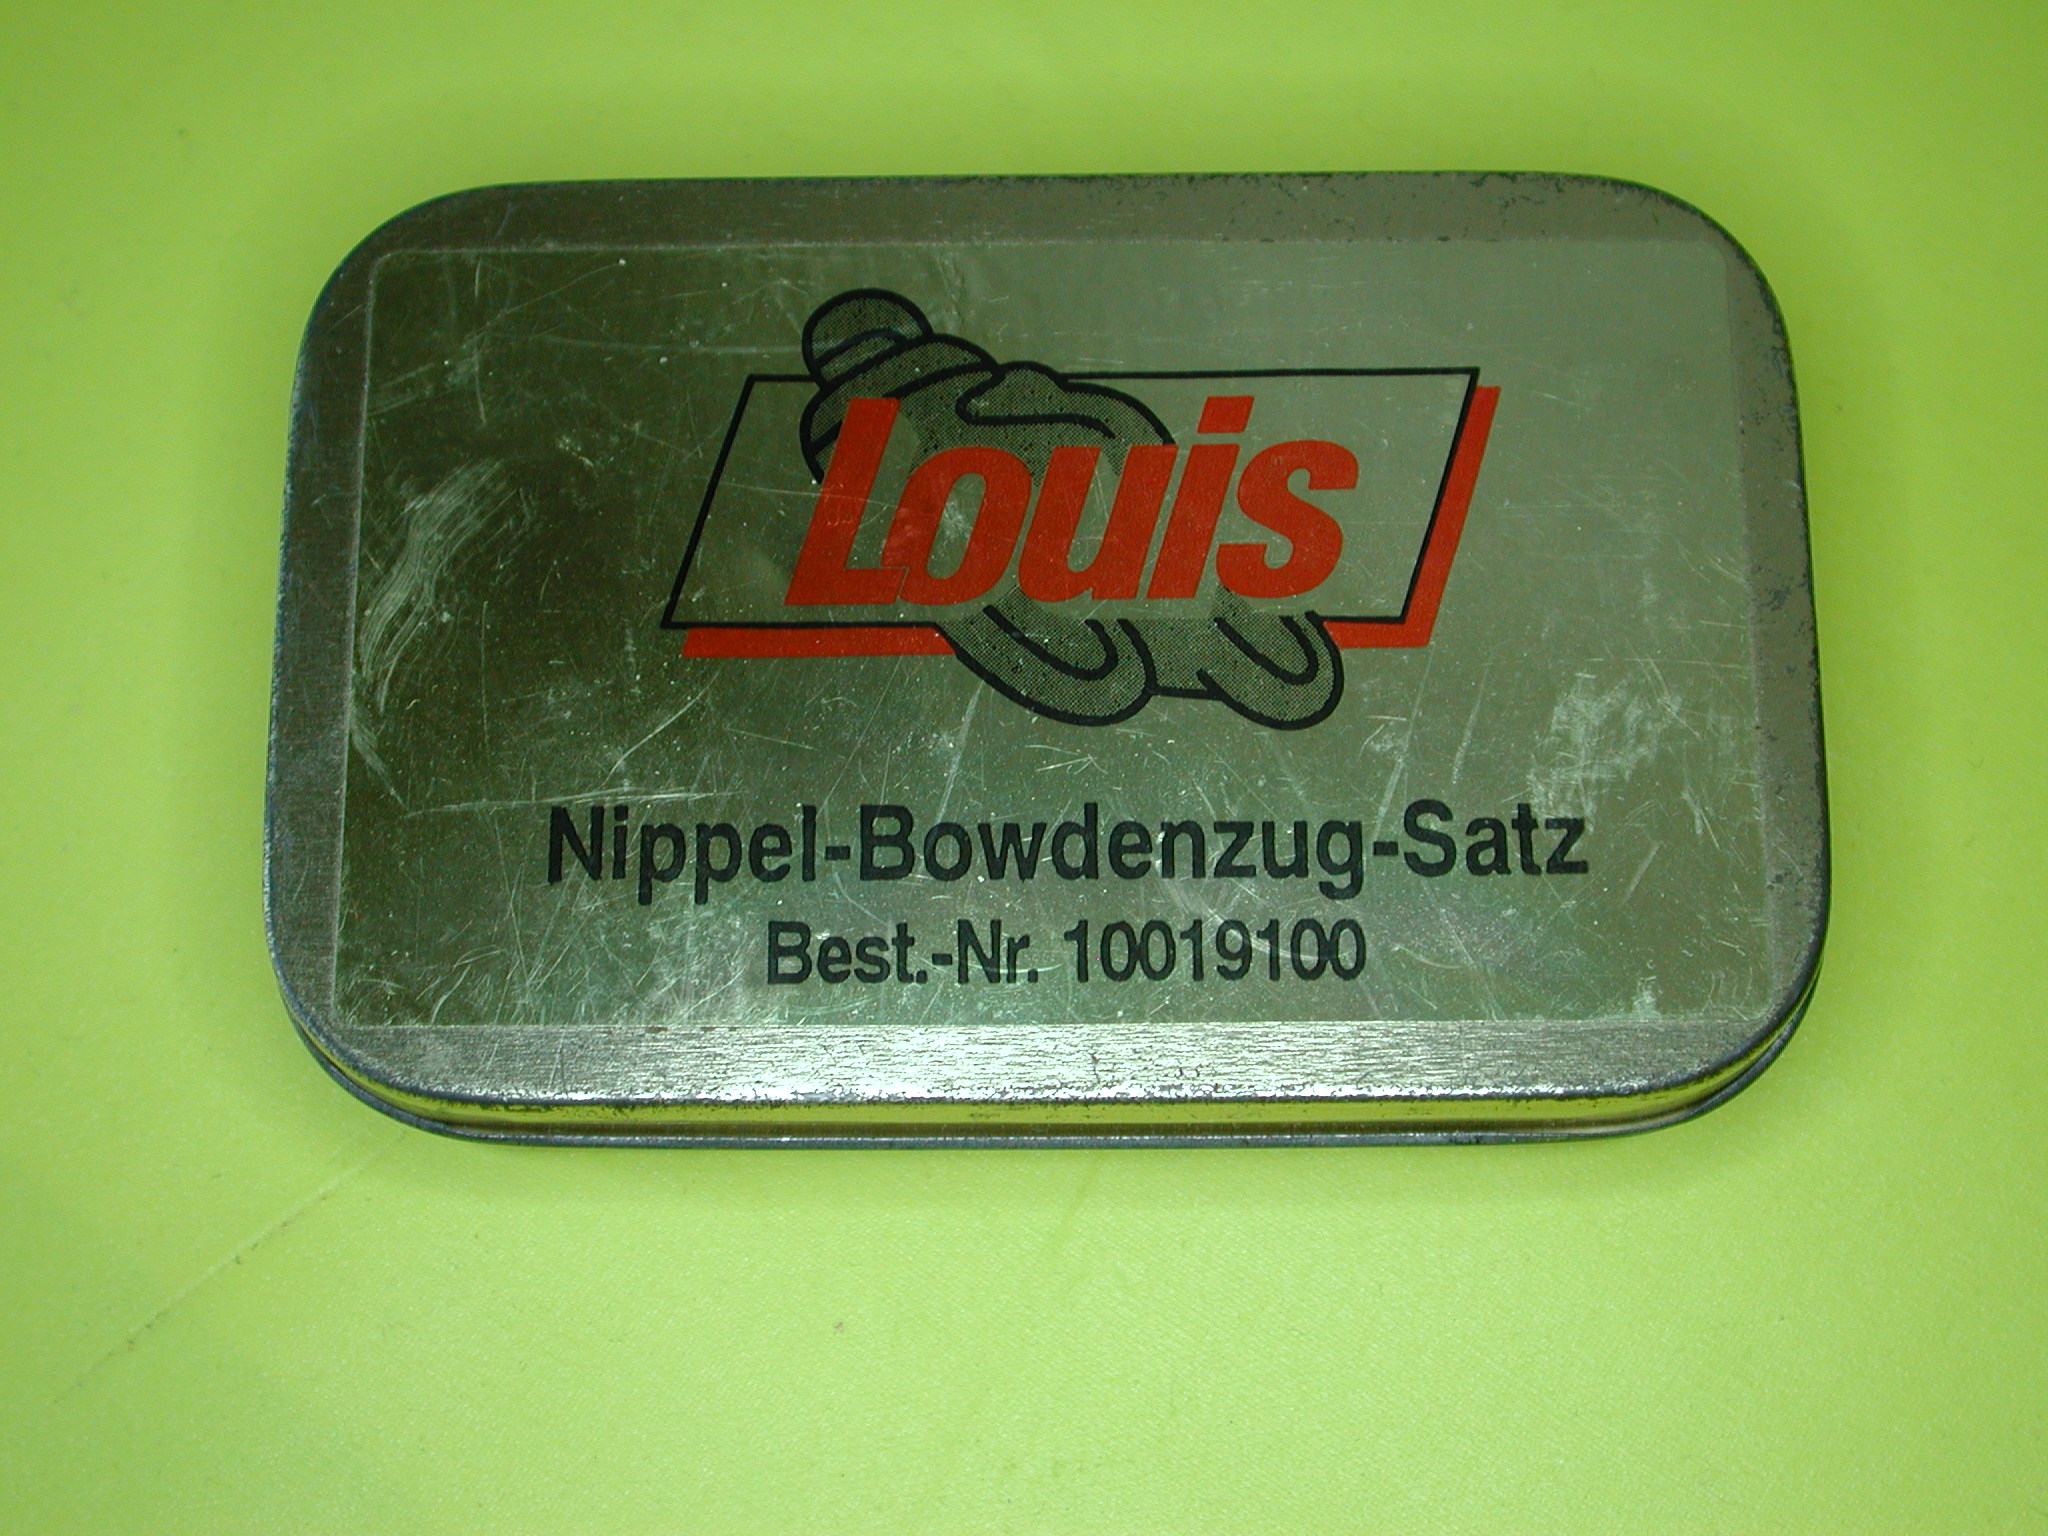 Louis
Nippel-Bowdenzug-Satz
Best.-Nr. 10019100